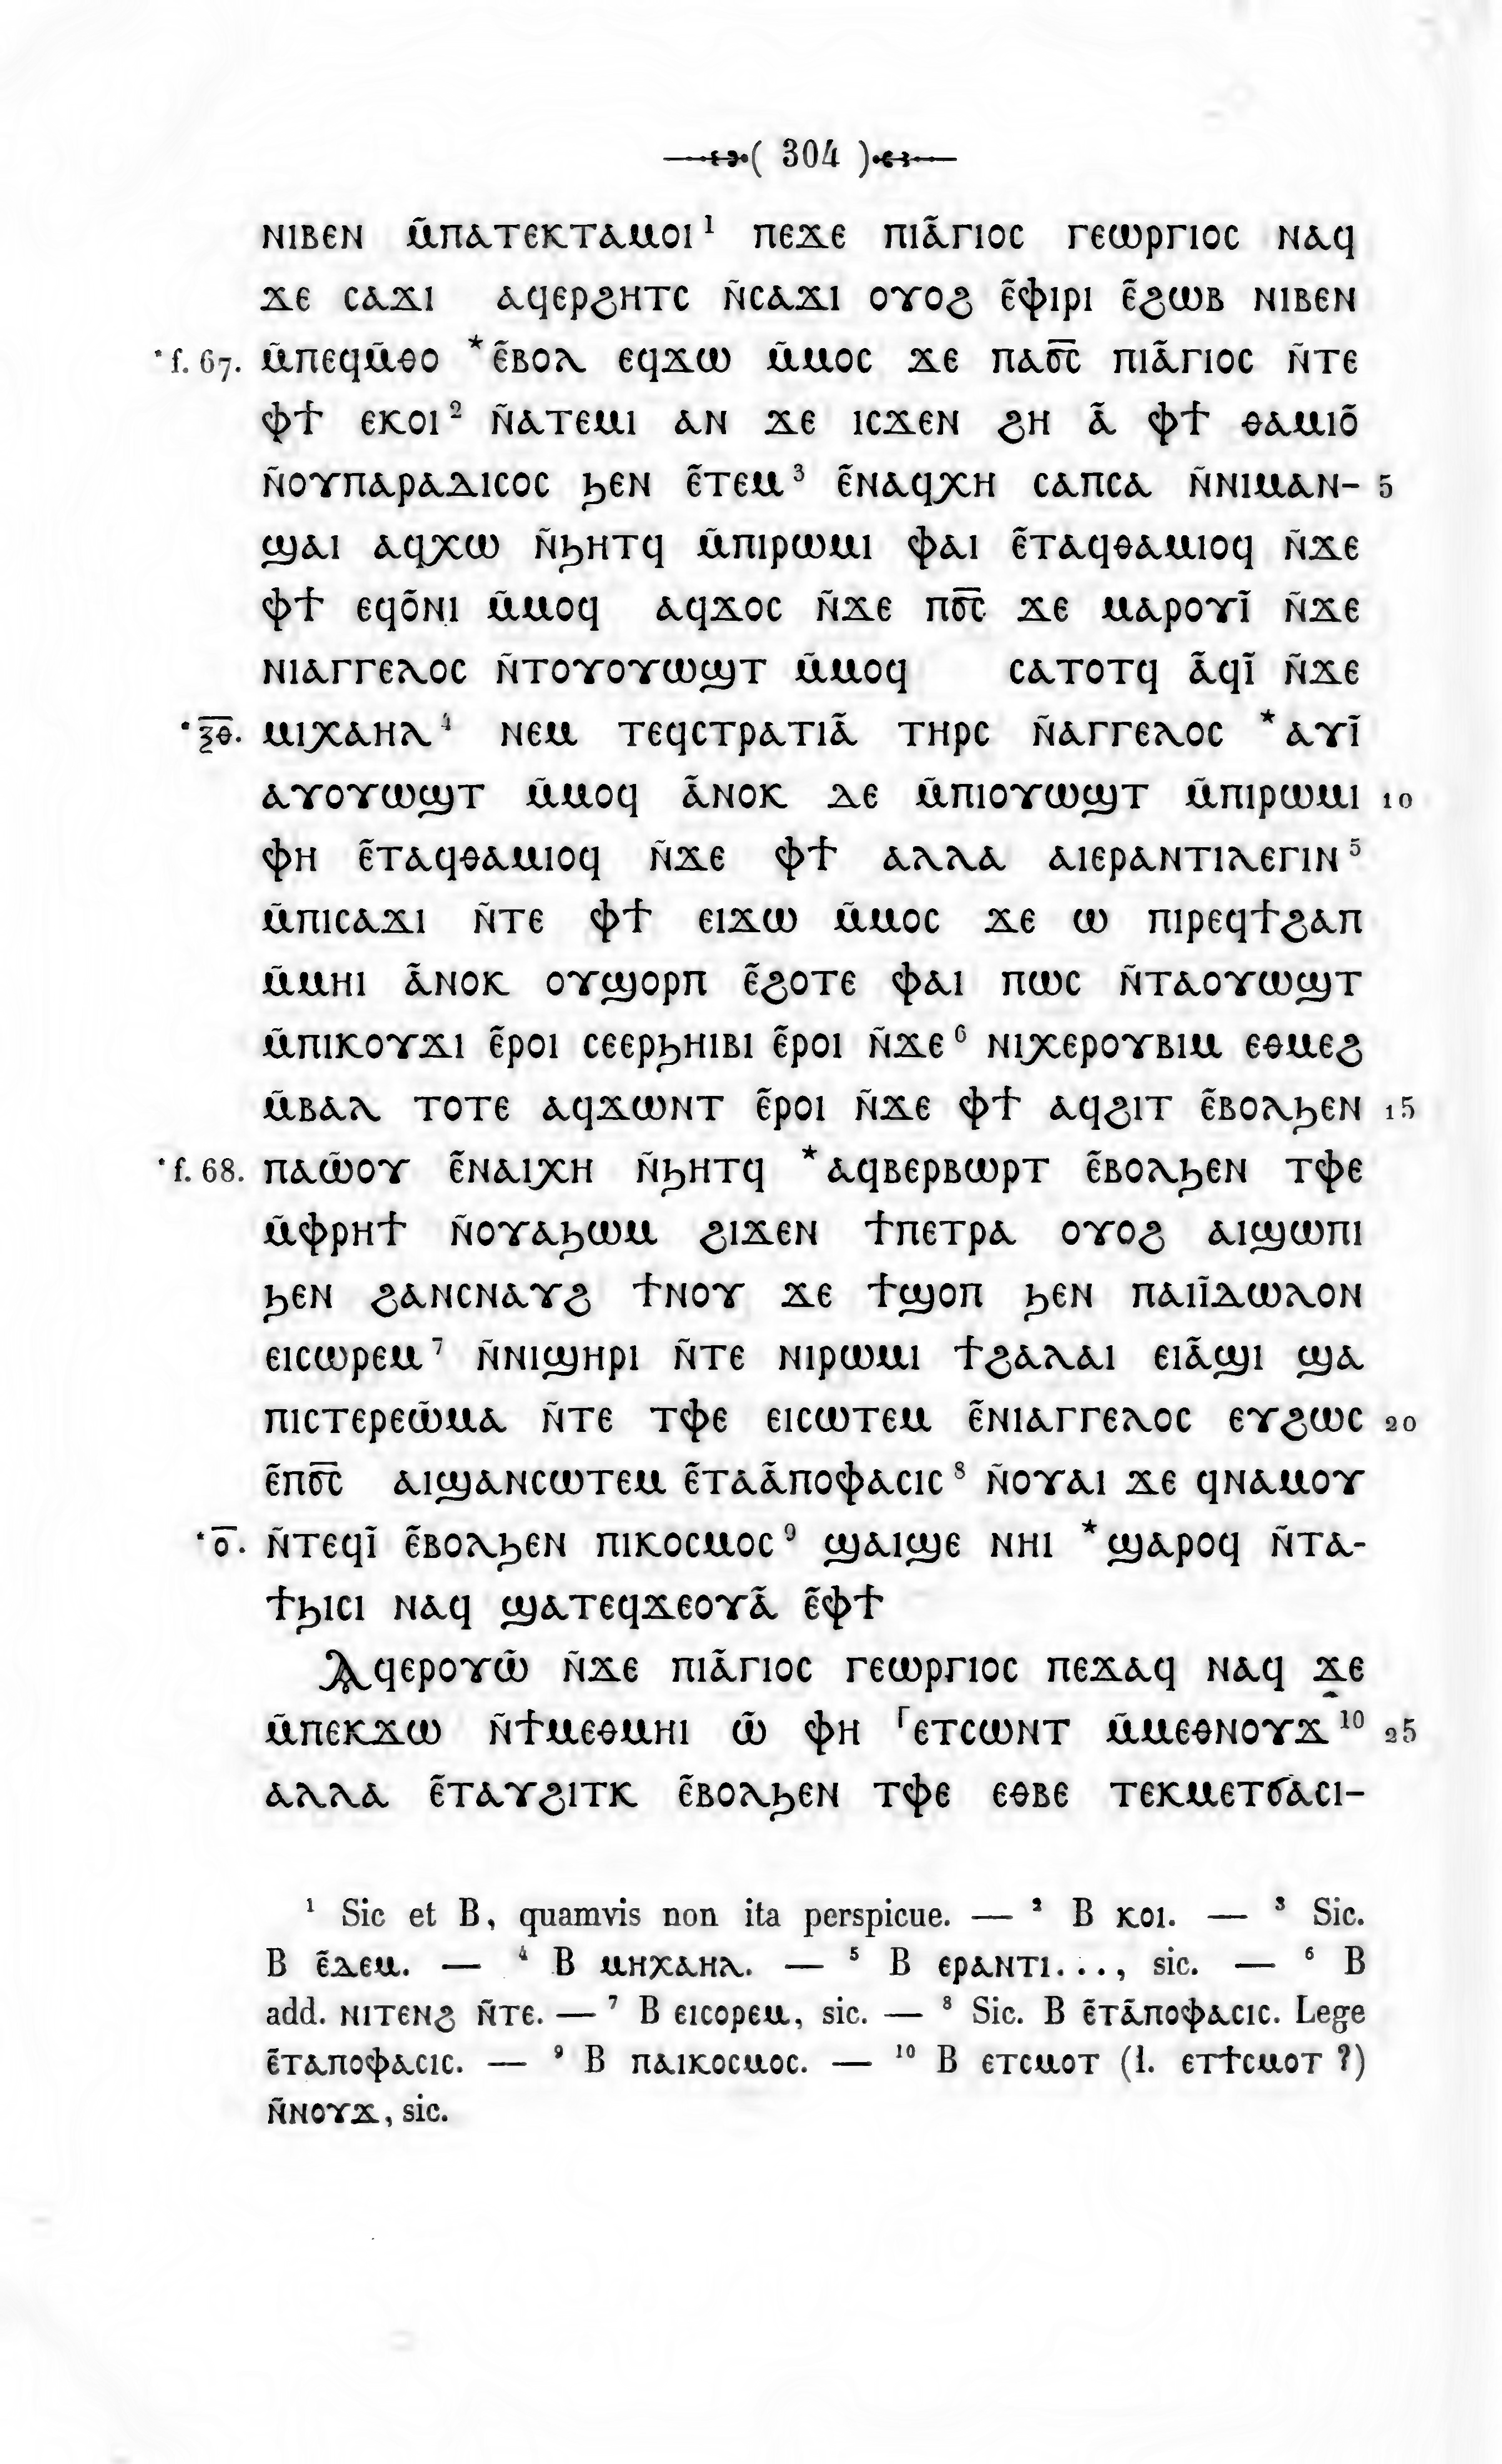 ( 304 )
ⲛⲓⲃⲉⲛ ⲙ̀ⲡⲁⲧⲉⲕⲧⲁⲙⲟⲓ¹ ⲡⲉϫⲉ ⲡⲓⲁ̀ⲅⲓⲟⲥ ⲅⲉⲱⲣⲅⲓⲟⲥ ⲛⲁϥ
ϫⲉ ⲥⲁϫⲓ ⲁϥⲉⲣϩⲏⲧⲥ ⲛ̀ⲥⲁϫⲓ ⲟⲩⲟϩ ⲉ̀ⲫⲓⲣⲓ ⲉ̀ϩⲱⲃ ⲛⲓⲃⲉⲛ
* f. 67. ⲙ̀ⲡⲉϥⲙ̀ⲑⲟ *ⲉ̀ⲃⲟⲗ ⲉϥϫⲱ ⲙ̀ⲙⲟⲥ ϫⲉ ⲡⲁϭ̅ⲥ̅ ⲡⲓⲁ̀ⲅⲓⲟⲥ ⲛ̀ⲧⲉ
ⲫϯ ⲉⲕⲟⲓ² ⲛ̀ⲁⲧⲉⲙⲓ ⲁⲛ ϫⲉ ⲓⲥϫⲉⲛ ϩⲏ ⲁ̀ ⲫϯ ⲑⲁⲙⲓⲟ̀
ⲛ̀ⲟⲩⲡⲁⲣⲁⲇⲓⲥⲟⲥ ϧⲉⲛ ⲉ̀ⲧⲉⲙ³ ⲉ̀ⲛⲁϥⲭⲏ ⲥⲁⲡⲥⲁ ⲛ̀ⲛⲓⲙⲁⲛ- 5
ϣⲁⲓ ⲁϥⲭⲱ ⲛ̀ϧⲏⲧϥ ⲙ̀ⲡⲓⲣⲱⲙⲓ ⲫⲁⲓ ⲉ̀ⲧⲁϥⲑⲁⲙⲓⲟϥ ⲛ̀ϫⲉ
ⲫϯ ⲉϥⲟ̀ⲛⲓ ⲙ̀ⲙⲟϥ ⲁϥϫⲟⲥ ⲛ̀ϫⲉ ⲡϭ̅ⲥ̅ ϫⲉ ⲙⲁⲣⲟⲩⲓ̀ ⲛ̀ϫⲉ
ⲛⲓⲁⲅⲅⲉⲗⲟⲥ ⲛ̀ⲧⲟⲩⲟⲩⲱϣⲧ ⲙ̀ⲙⲟϥ ⲥⲁⲧⲟⲧϥ ⲁ̀ϥⲓ̀ ⲛ̀ϫⲉ
* ⲝ̅ⲑ̅. ⲙⲓⲭⲁⲏⲗ⁴ ⲛⲉⲙ ⲧⲉϥⲥⲧⲣⲁⲧⲓⲁ̀ ⲧⲏⲣⲥ ⲛ̀ⲁⲅⲅⲉⲗⲟⲥ *ⲁⲩⲓ̀
ⲁⲩⲟⲩⲱϣⲧ ⲙ̀ⲙⲟϥ ⲁ̀ⲛⲟⲕ ⲇⲉ ⲙ̀ⲡⲓⲟⲩⲱϣⲧ ⲙ̀ⲡⲓⲣⲱⲙⲓ 10
ⲫⲏ ⲉ̀ⲧⲁϥⲑⲁⲙⲓⲟϥ ⲛ̀ϫⲉ ⲫϯ ⲁⲗⲗⲁ ⲁⲓⲉⲣⲁⲛⲧⲓⲗⲉⲅⲓⲛ⁵
ⲙ̀ⲡⲓⲥⲁϫⲓ ⲛ̀ⲧⲉ ⲫϯ ⲉⲓϫⲱ ⲙ̀ⲙⲟⲥ ϫⲉ ⲱ ⲡⲓⲣⲉϥϯϩⲁⲡ
ⲙ̀ⲙⲏⲓ ⲁ̀ⲛⲟⲕ ⲟⲩϣⲟⲣⲡ ⲉ̀ϩⲟⲧⲉ ⲫⲁⲓ ⲡⲱⲥ ⲛ̀ⲧⲁⲟⲩⲱϣⲧ
ⲙ̀ⲡⲓⲕⲟⲩϫⲓ ⲉ̀ⲣⲟⲓ ⲥⲉⲉⲣϧⲏⲓⲃⲓ ⲉ̀ⲣⲟⲓ ⲛ̀ϫⲉ⁶ ⲛⲓⲭⲉⲣⲟⲩⲃⲓⲙ ⲉⲑⲙⲉϩ
ⲙ̀ⲃⲁⲗ ⲧⲟⲧⲉ ⲁϥϫⲱⲛⲧ ⲉ̀ⲣⲟⲓ ⲛ̀ϫⲉ ⲫϯ ⲁϥϩⲓⲧ ⲉ̀ⲃⲟⲗϧⲉⲛ 15
* f. 68. ⲡⲁⲱ̀ⲟⲩ ⲉ̀ⲛⲁⲓⲭⲏ ⲛ̀ϧⲏⲧϥ *ⲁϥⲃⲉⲣⲃⲱⲣⲧ ⲉ̀ⲃⲟⲗϧⲉⲛ ⲧⲫⲉ
ⲙ̀ⲫⲣⲏϯ ⲛ̀ⲟⲩⲁϧⲱⲙ ϩⲓϫⲉⲛ ϯⲡⲉⲧⲣⲁ ⲟⲩⲟϩ ⲁⲓϣⲱⲡⲓ
ϧⲉⲛ ϩⲁⲛⲥⲛⲁⲩϩ ϯⲛⲟⲩ ϫⲉ ϯϣⲟⲡ ϧⲉⲛ ⲡⲁⲓⲓ̀ⲇⲱⲗⲟⲛ
ⲉⲓⲥⲱⲣⲉⲙ⁷ ⲛ̀ⲛⲓϣⲏⲣⲓ ⲛ̀ⲧⲉ ⲛⲓⲣⲱⲙⲓ ϯϩⲁⲗⲁⲓ ⲉⲓⲁ̀ϣⲓ ϣⲁ
ⲡⲓⲥⲧⲉⲣⲉⲱ̀ⲙⲁ ⲛ̀ⲧⲉ ⲧⲫⲉ ⲉⲓⲥⲱⲧⲉⲙ ⲉ̀ⲛⲓⲁⲅⲅⲉⲗⲟⲥ ⲉⲩϩⲱⲥ 20
ⲉ̀ⲡϭ̅ⲥ̅ ⲁⲓϣⲁⲛⲥⲱⲧⲉⲙ ⲉ̀ⲧⲁⲁ̀ⲡⲟⲫⲁⲥⲓⲥ⁸ ⲛ̀ⲟⲩⲁⲓ ϫⲉ ϥⲛⲁⲙⲟⲩ
* ⲟ̅. ⲛ̀ⲧⲉϥⲓ̀ ⲉ̀ⲃⲟⲗϧⲉⲛ ⲡⲓⲕⲟⲥⲙⲟⲥ⁹ ϣⲁⲓϣⲉ ⲛⲏⲓ *ϣⲁⲣⲟϥ ⲛ̀ⲧⲁ-
ϯϧⲓⲥⲓ ⲛⲁϥ ϣⲁⲧⲉϥϫⲉⲟⲩⲁ̀ ⲉ̀ⲫϯ
Ⲁϥⲉⲣⲟⲩⲱ̀ ⲛ̀ϫⲉ ⲡⲓⲁ̀ⲅⲓⲟⲥ ⲅⲉⲱⲣⲅⲓⲟⲥ ⲡⲉϫⲁϥ ⲛⲁϥ ϫⲉ
ⲙ̀ⲡⲉⲕϫⲱ ⲛ̀ϯⲙⲉⲑⲙⲏⲓ ⲱ̀ ⲫⲏ ⸢ⲉⲧⲥⲱⲛⲧ ⲙ̀ⲙⲉⲑⲛⲟⲩϫ¹⁰ 25
ⲁⲗⲗⲁ ⲉ̀ⲧⲁⲩϩⲓⲧⲕ ⲉ̀ⲃⲟⲗϧⲉⲛ ⲧⲫⲉ ⲉⲑⲃⲉ ⲧⲉⲕⲙⲉⲧϭⲁⲥⲓ-
¹ Sic et B, quamvis non ita perspicue. — ² B ⲕⲟⲓ. — ³ Sic.
B ⲉ̀ⲇⲉⲙ. — ⁴ B ⲙⲏⲭⲁⲏⲗ. — ⁵ B ⲉⲣⲁⲛⲧⲓ..., sic. — ⁶ B
add. ⲛⲓⲧⲉⲛϩ ⲛ̀ⲧⲉ. — ⁷ B ⲉⲓⲥⲟⲣⲉⲙ, sic. — ⁸ Sic. B ⲉ̀ⲧⲁ̀ⲡⲟⲫⲁⲥⲓⲥ. Lege
ⲉ̀ⲧⲁⲡⲟⲫⲁⲥⲓⲥ. — ⁹ B ⲡⲁⲓⲕⲟⲥⲙⲟⲥ. — ¹⁰ B ⲉⲧⲥⲙⲟⲧ (l. ⲉⲧϯⲥⲙⲟⲧ ?)
ⲛ̀ⲛⲟⲩϫ, sic.